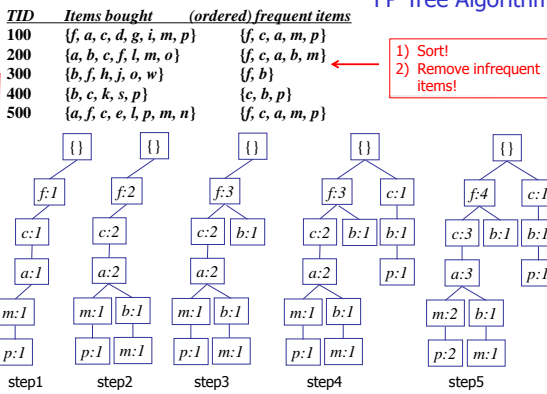 FP Tree Algorithm
TID Items bought (ordered) frequent items
100 {f, a, c, d, g, i, m, p} {f, c, a, m, p}
200 {a, b, c, f, l, m, o} {f, c, a, b, m}
300 {b, f, h, j, o, w} {f, b}
400 {b, c, k, s, p} {c, b, p}
500 {a, f, c, e, l, p, m, n} {f, c, a, m, p}
1) Sort!
2) Remove infrequent
items!
{} {} {} {} {}
f:1 f:2 f:3 f:3 c:1 f:4 c:1
c:1 c:2 c:2 b:1 c:2 b:1 b:1 c:3 b:1 b:1
a:1 a:2 a:2 a:2 p:1 a:3 p:1
m:1 m:1 b:1 m:1 b:1 m:1 b:1 m:2 b:1
p:1 p:1 m:1 p:1 m:1 p:1 m:1 p:2 m:1
step1 step2 step3 step4 step5